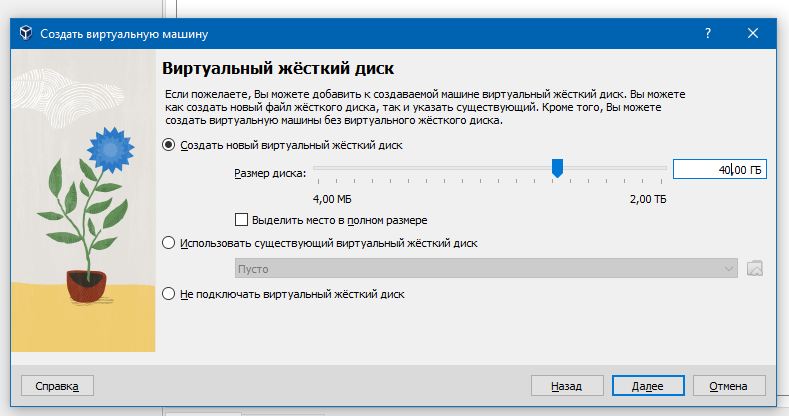 Создать виртуальную машину
?
Виртуальный жёсткий диск
Если пожелаете, Вы можете добавить к создаваемой машине виртуальный жёсткий диск. Вы можете
как создать новый файл жёсткого диска, так и указать существующий. Кроме того, Вы можете
создать виртуальную машины без виртуального жёсткого диска.
Создать новый виртуальный жёсткий диск
Размер диска:
40,00 ГБ
4,00 МБ
2,00 ТБ
Выделить место в полном размере
Использовать существующий виртуальный жёсткий диск
Пусто
Не подключать виртуальный жёсткий диск
Справка
Назад
Далее
Отмена